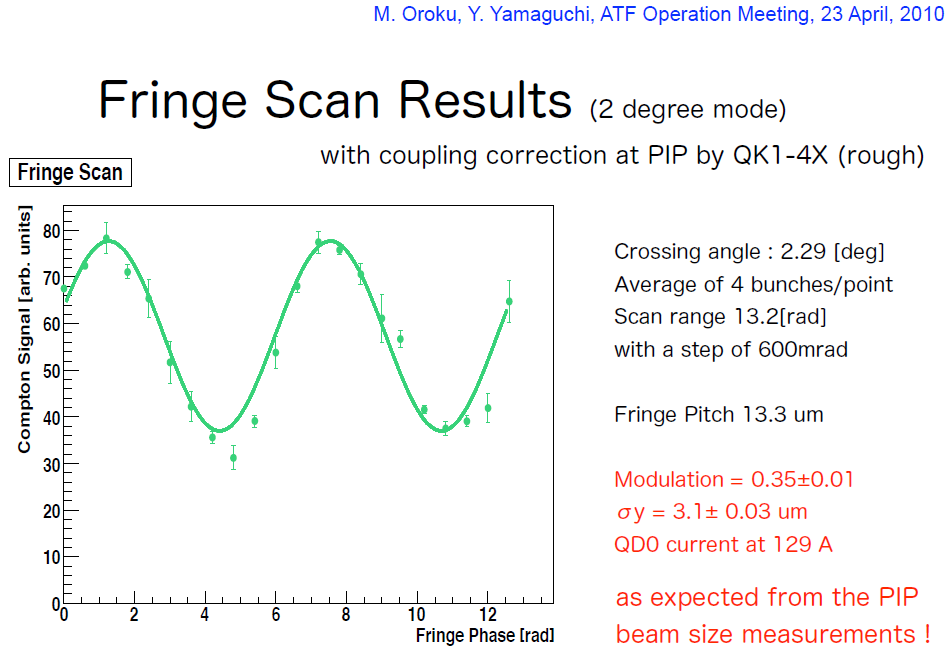 M. Oroku, Y. Yamaguchi, ATF Operation Meeting, 23 April, 2010
Fringe Scan Results (2 degree mode)
with coupling correction at PIP by QK1-4X (rough)
Fringe Scan
Compton Signal [arb. units]
80
70
60
50
40
30
20
10
0
0 2 4 6 8 10 12
Fringe Phase [rad]
Crossing angle : 2.29 [deg]
Average of 4 bunches/point
Scan range 13.2[rad]
with a step of 600mrad
Fringe Pitch 13.3 um
Modulation = 0.35±0.01
σy = 3.1± 0.03 um
QD0 current at 129 A
as expected from the PIP
beam size measurements !